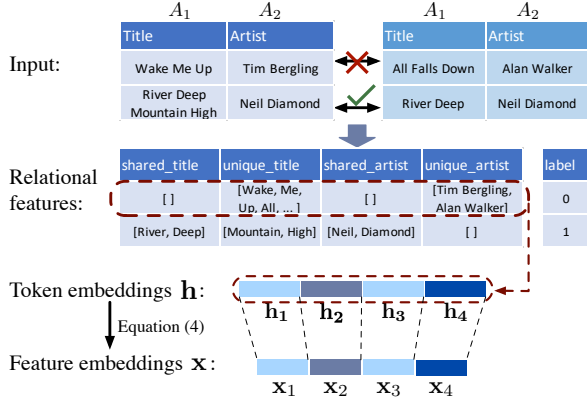 A1 A2 A1 A2
Title Artist Title Artist
Input:
Wake Me Up Tim Bergling All Falls Down Alan Walker
River Deep
Mountain High Neil Diamond River Deep Neil Diamond
shared_title unique_title shared_artist unique_artist label
Relational
features:
[ ] [Wake, Me,
Up, All, ... ] [ ] [Tim Bergling,
Alan Walker] 0
[River, Deep] [Mountain, High] [Neil, Diamond] [ ] 1
Token embeddings h:
h1 h2 h3 h4
Equation (4)
Feature embeddings x:
x1 x2 x3 x4